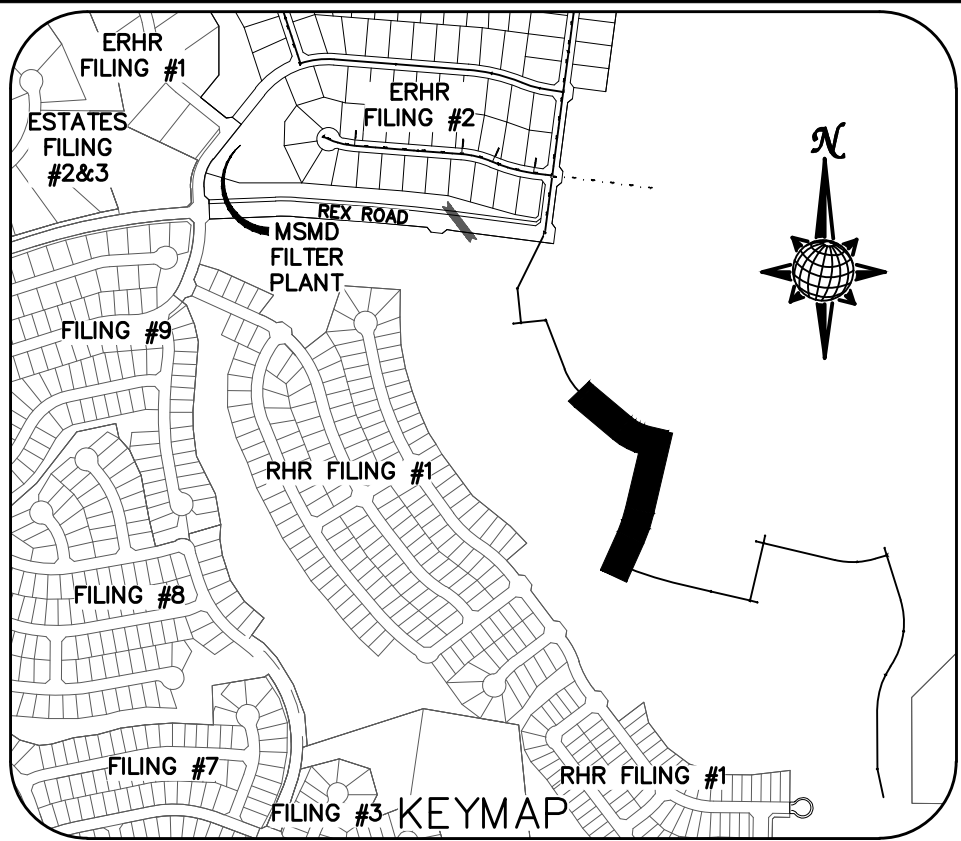 ERHR
FILING #1
ERHR
FILING #2
ESTATES
FILING
#2&3
N
REX ROAD
MSMD
FILTER
PLANT
FILING #9
RHR FILING #1
FILING #8
FILING #7
RHR FILING #1
FILING #3
KEYMAP